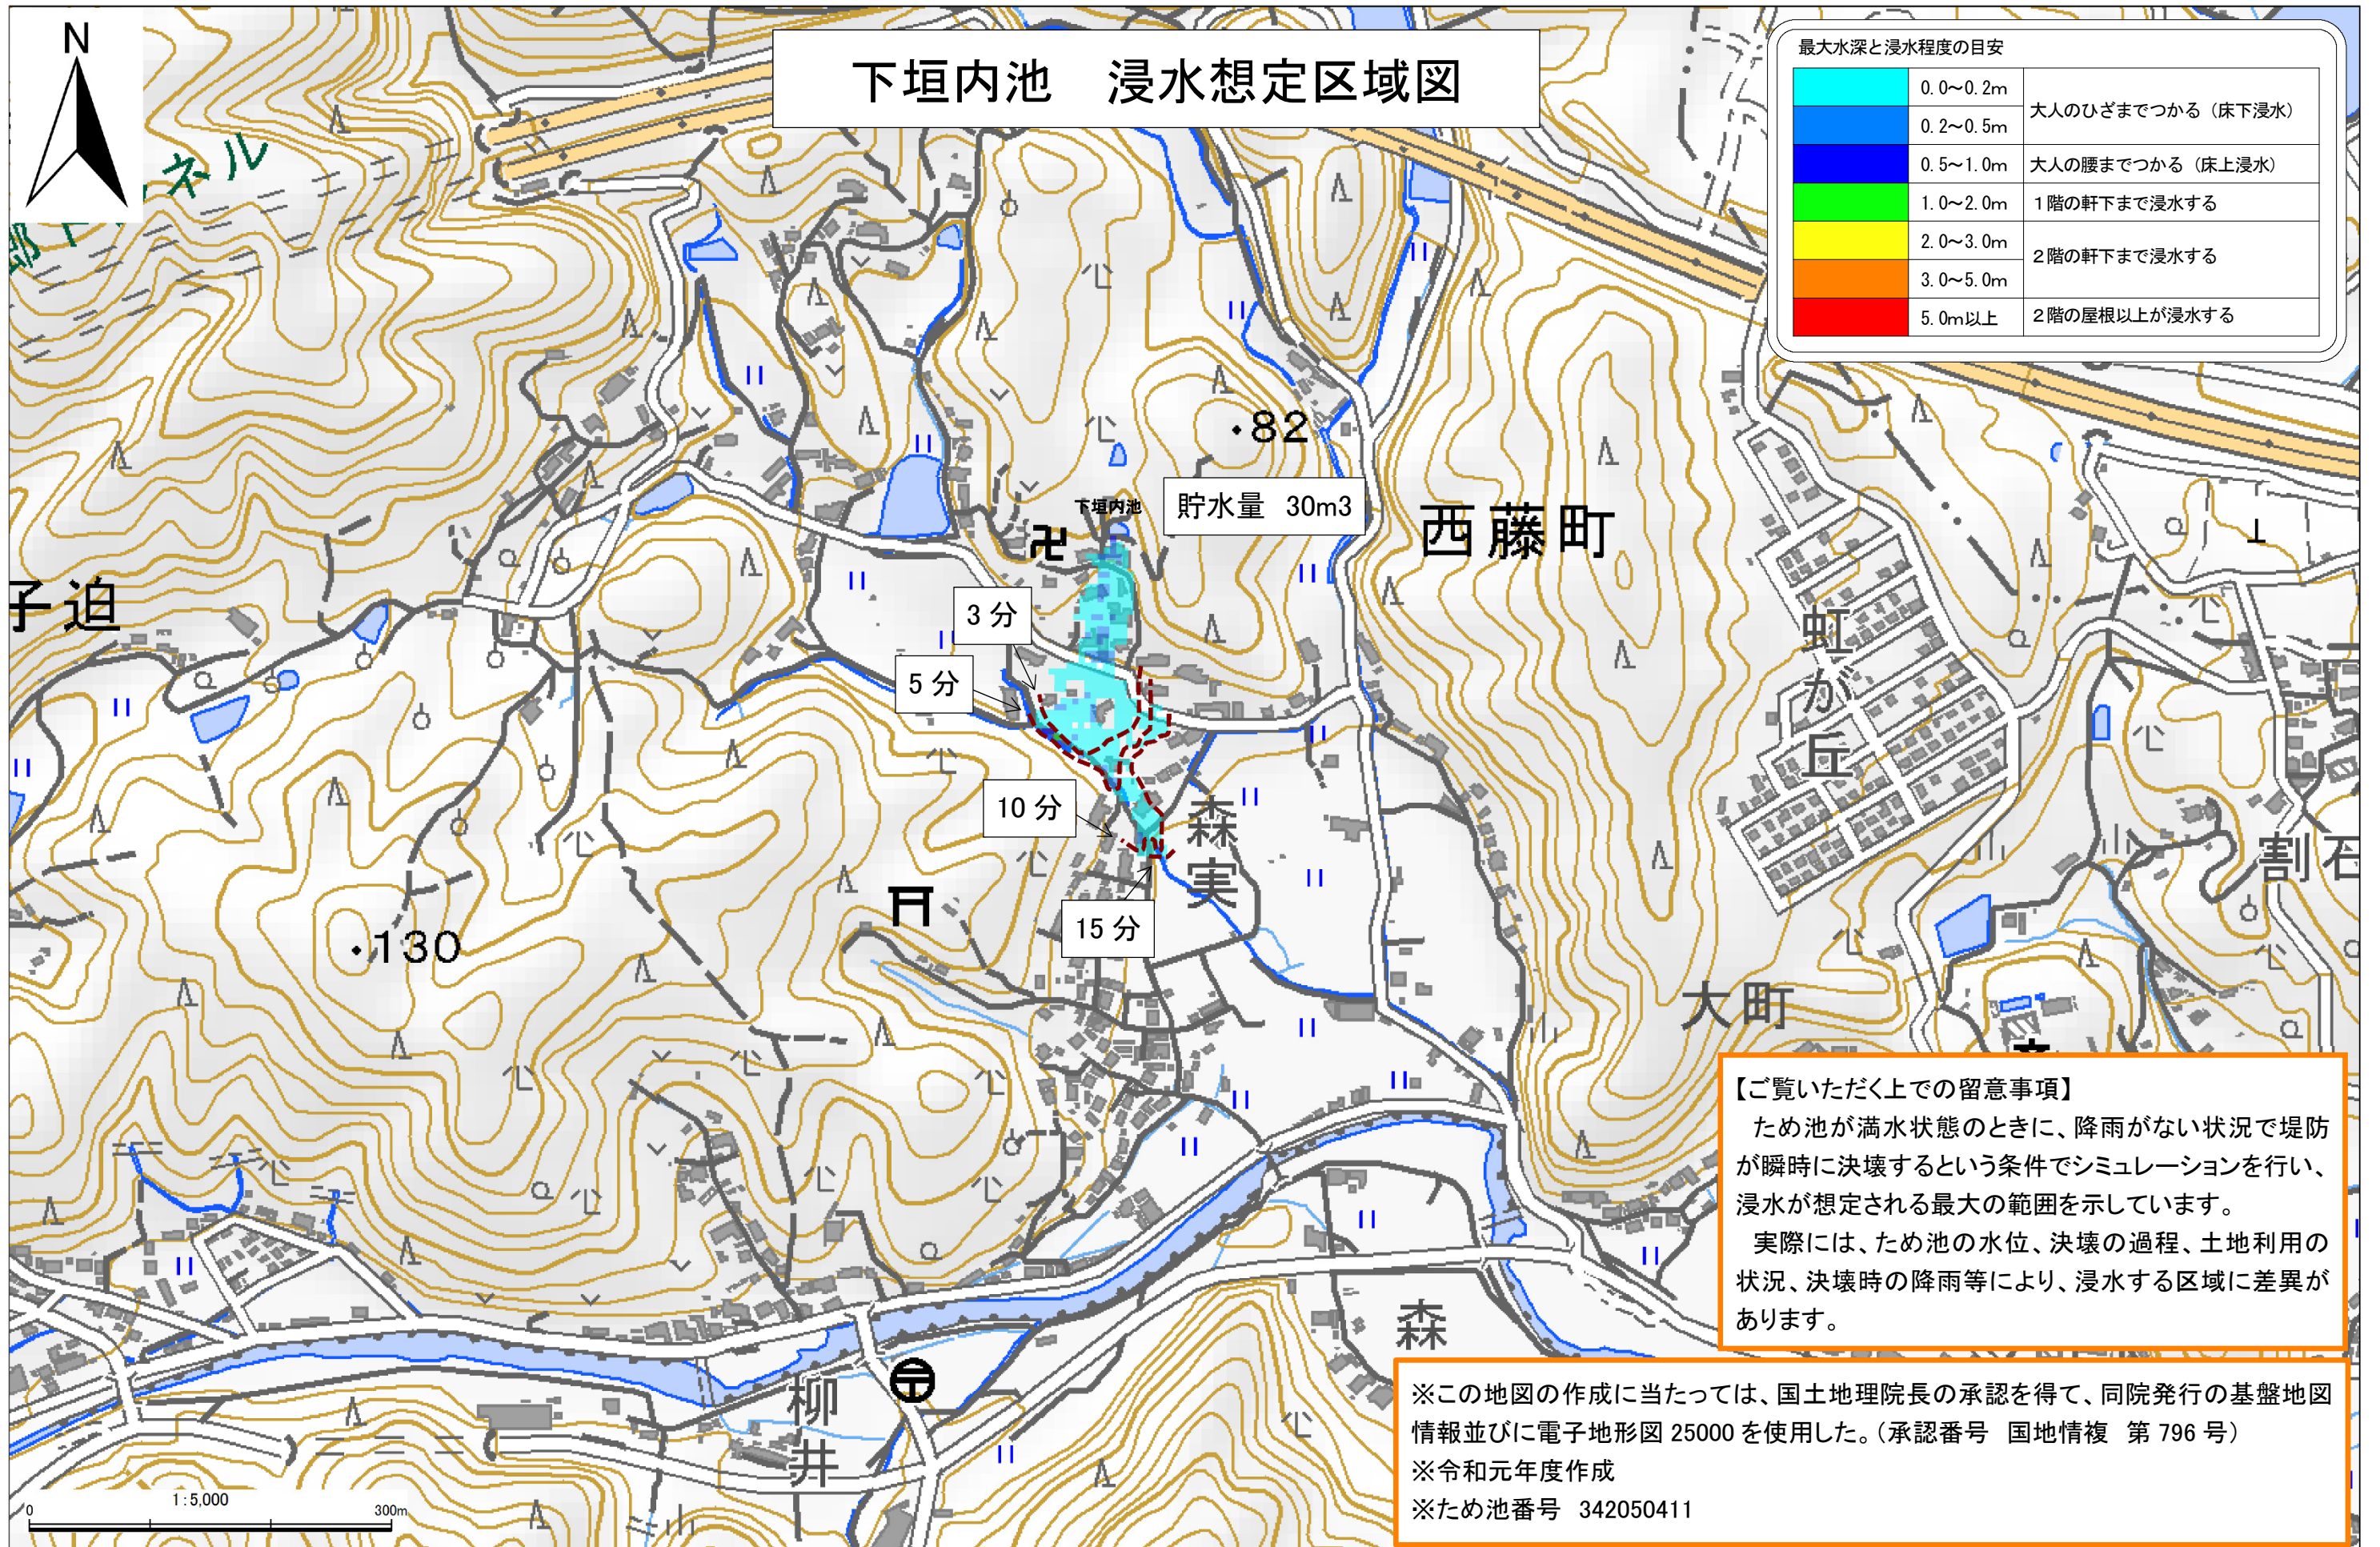 N
下垣内池　浸水想定区域図
最大水深と浸水程度の目安
0.0～0.2m
大人のひざまでつかる（床下浸水）
0.2～0.5m
0.5～1.0m
大人の腰までつかる（床上浸水）
1.0～2.0m
１階の軒下まで浸水する
2.0～3.0m
２階の軒下まで浸水する
3.0～5.0m
5.0m以上
２階の屋根以上が浸水する
ネル
・82
下垣内池
貯水量 30m3
西藤町
子迫
3 分
5 分
10 分
15 分
虹が丘
森実
割石
・130
大町
森
柳井
【ご覧いただく上での留意事項】
ため池が満水状態のときに、降雨がない状況で堤防
が瞬時に決壊するという条件でシミュレーションを行い、
浸水が想定される最大の範囲を示しています。
実際には、ため池の水位、決壊の過程、土地利用の
状況、決壊時の降雨等により、浸水する区域に差異が
あります。
※この地図の作成に当たっては、国土地理院長の承認を得て、同院発行の基盤地図
情報並びに電子地形図 25000 を使用した。（承認番号 国地情複 第 796 号）
※令和元年度作成
※ため池番号 342050411
1：5,000
0 300m